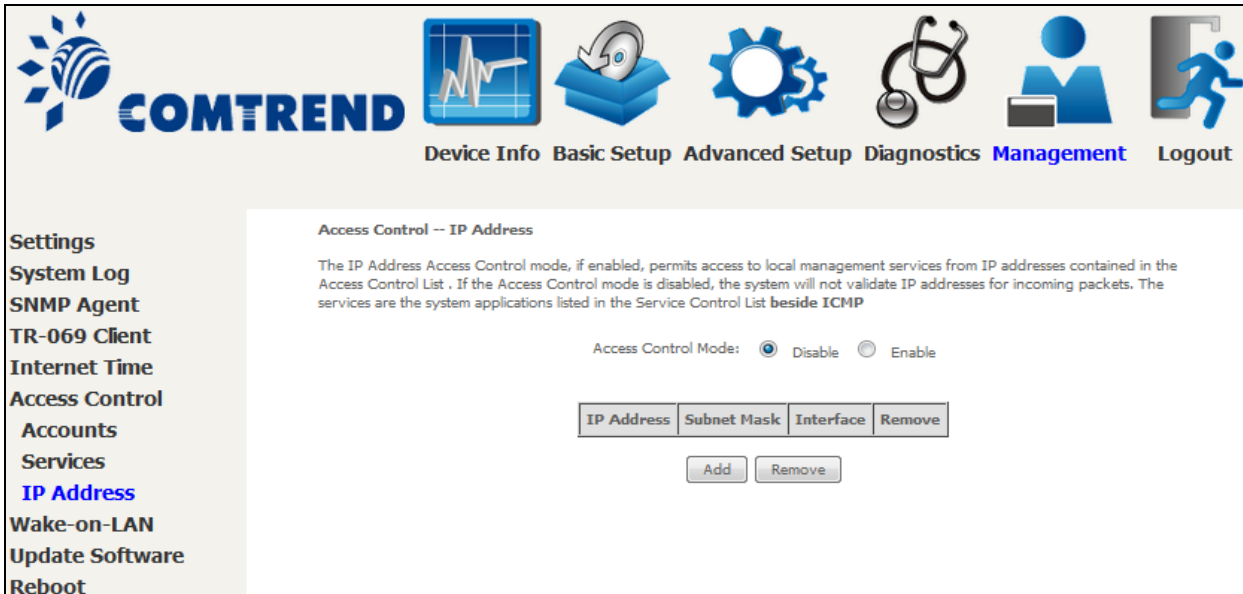 COMTREND
Device Info Basic Setup Advanced Setup Diagnostics Management Logout
Settings
System Log
SNMP Agent
TR-069 Client
Internet Time
Access Control
Accounts
Services
IP Address
Wake-on-LAN
Update Software
Reboot
Access Control -- IP Address
The IP Address Access Control mode, if enabled, permits access to local management services from IP addresses contained in the
Access Control List . If the Access Control mode is disabled, the system will not validate IP addresses for incoming packets. The
services are the system applications listed in the Service Control List beside ICMP
Access Control Mode: Disable Enable
IP Address Subnet Mask Interface Remove
Add Remove